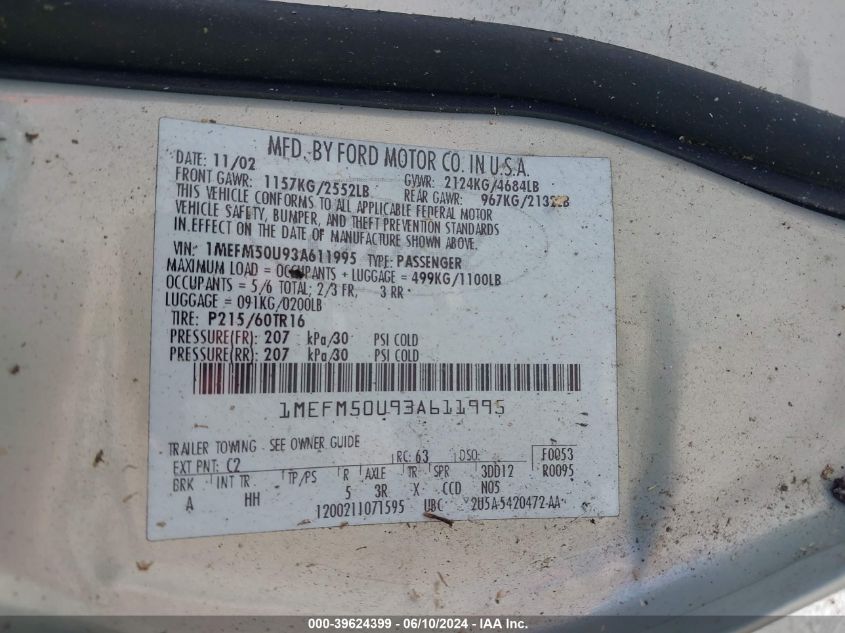 MFD. BY FORD MOTOR CO. IN U.S.A.
DATE: 11/02 GVWR: 2124KG/4684LB
FRONT GAWR: 1157KG/2552LB REAR GAWR: 967KG/2132LB
THIS VEHICLE CONFORMS TO ALL APPLICABLE FEDERAL MOTOR
VEHICLE SAFETY, BUMPER, AND THEFT PREVENTION STANDARDS
IN EFFECT ON THE DATE OF MANUFACTURE SHOWN ABOVE.
VIN: 1MEFM50U93A611995 TYPE: PASSENGER
MAXIMUM LOAD = OCCUPANTS + LUGGAGE = 499KG/1100LB
OCCUPANTS = 5/6 TOTAL; 2/3 FR, 3 RR
LUGGAGE = 091KG/0200LB
TIRE: P215/60TR16
PRESSURE(FR) 207 kPa/30 PSI COLD
PRESSURE(RR) 207 kPa/30 PSI COLD
1MEFM50U93A611995
TRAILER TOWING - SEE OWNER GUIDE
EXT PNT: C2 RC: 63 DSO: F0053
BRK INT TR TP/PS R AXLE TR SPR 3DD12 R0095
A HH 5 3R X CCD N05
1200211071595 UBC 2U5A-5420472-AA
000-39624399 - 06/10/2024 - IAA Inc.